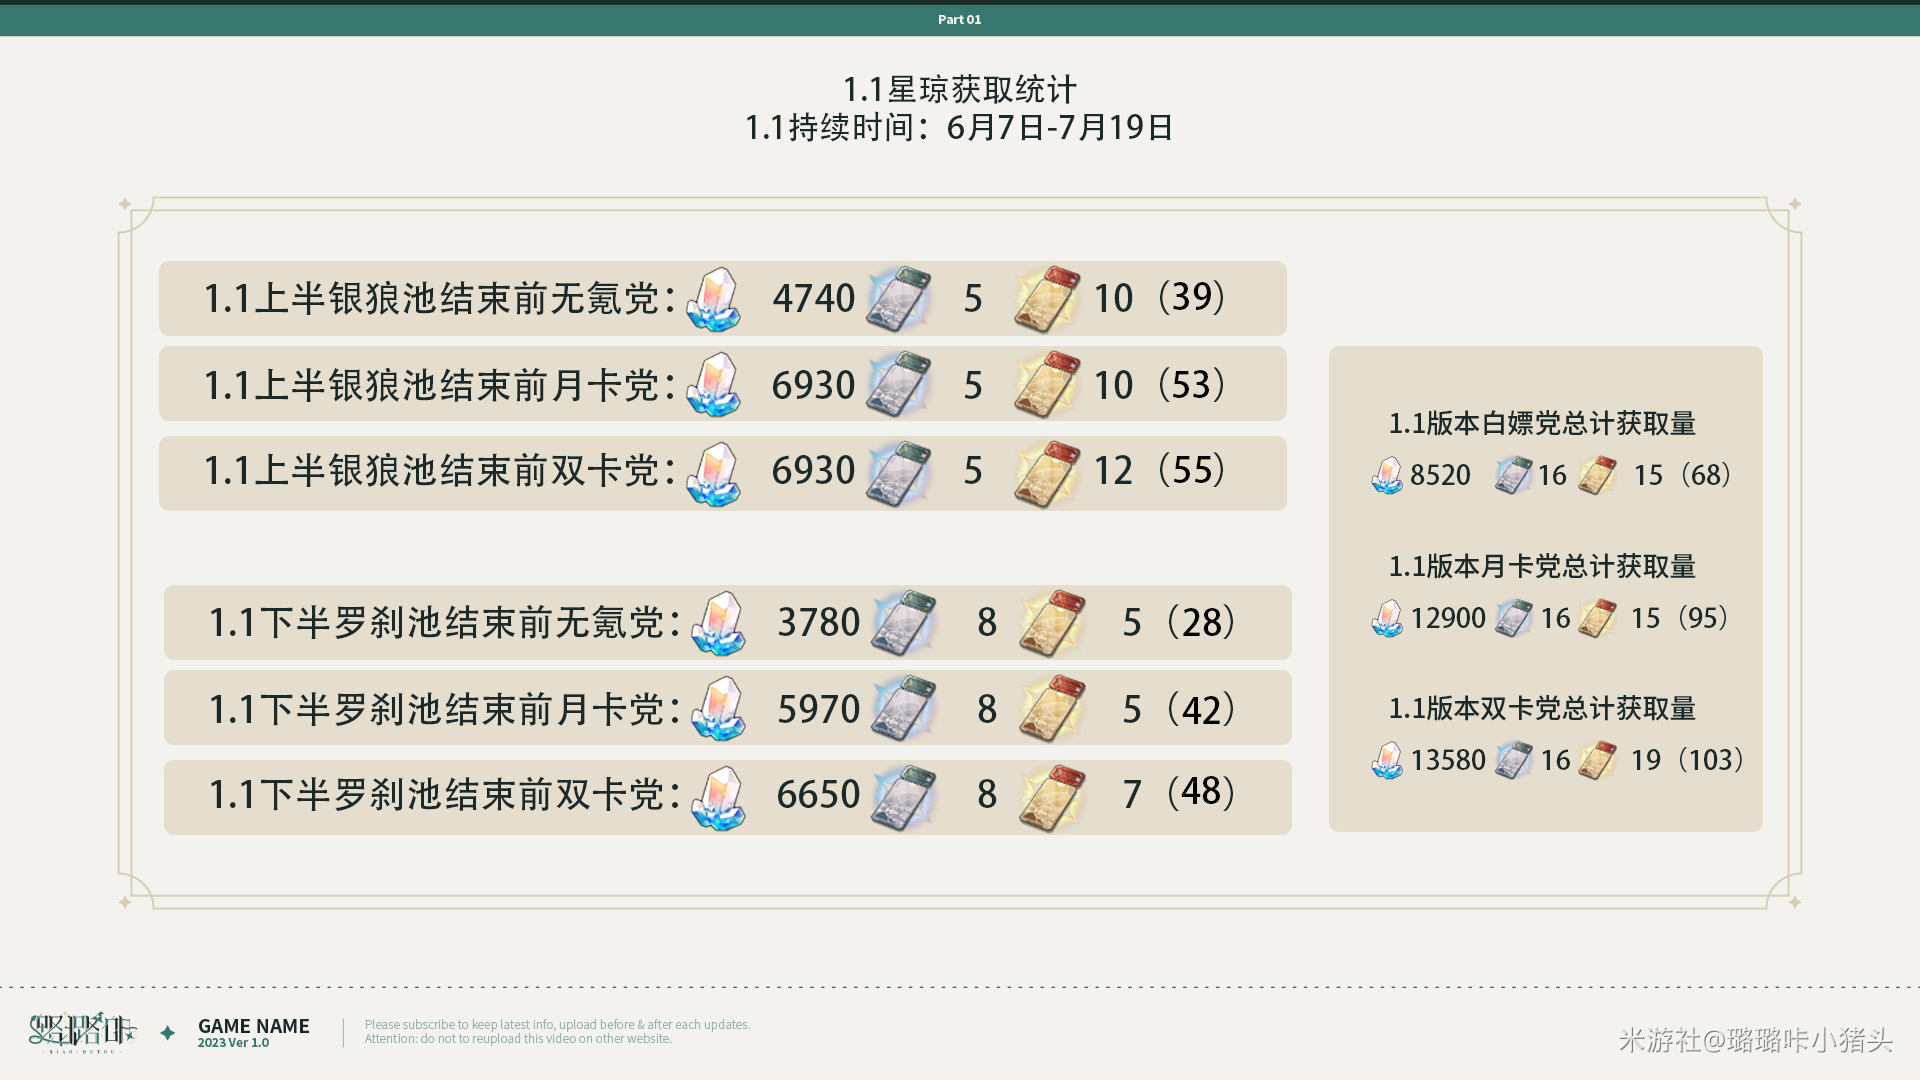 Part 01
1.1星琼获取统计
1.1持续时间：6月7日-7月19日
1.1上半银狼池结束前无氪党： 4740 5 10（39）
1.1上半银狼池结束前月卡党： 6930 5 10（53）
1.1上半银狼池结束前双卡党： 6930 5 12（55）
1.1下半罗刹池结束前无氪党： 3780 8 5（28）
1.1下半罗刹池结束前月卡党： 5970 8 5（42）
1.1下半罗刹池结束前双卡党： 6650 8 7（48）
1.1版本白嫖党总计获取量
8520 16 15（68）
1.1版本月卡党总计获取量
12900 16 15（95）
1.1版本双卡党总计获取量
13580 16 19（103）
璐璐咔
GAME NAME
2023 Ver 1.0
Please subscribe to keep latest info, upload before & after each updates.
Attention: do not to reupload this video on other website.
米游社@璐璐咔小猪头